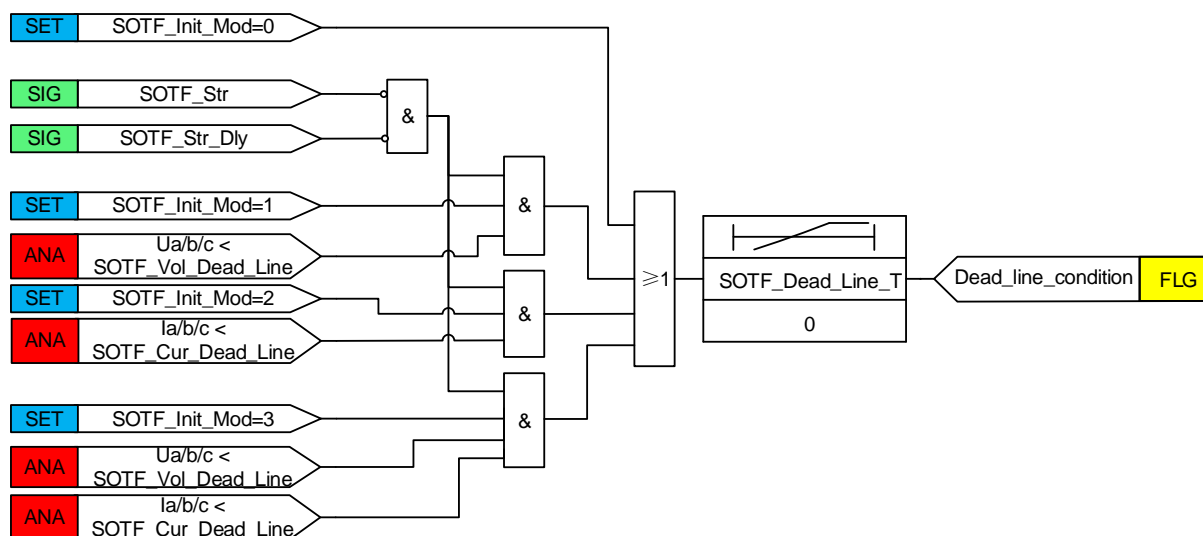 SET SOTF_Init_Mod=0
SIG SOTF_Str
SIG SOTF_Str_Dly
&
SET SOTF_Init_Mod=1
&
ANA Ua/b/c <
SOTF_Vol_Dead_Line
SET SOTF_Init_Mod=2
&
ANA Ia/b/c <
SOTF_Cur_Dead_Line
SET SOTF_Init_Mod=3
&
ANA Ua/b/c <
SOTF_Vol_Dead_Line
ANA Ia/b/c <
SOTF_Cur_Dead_Line
≥1
SOTF_Dead_Line_T
0
Dead_line_condition FLG